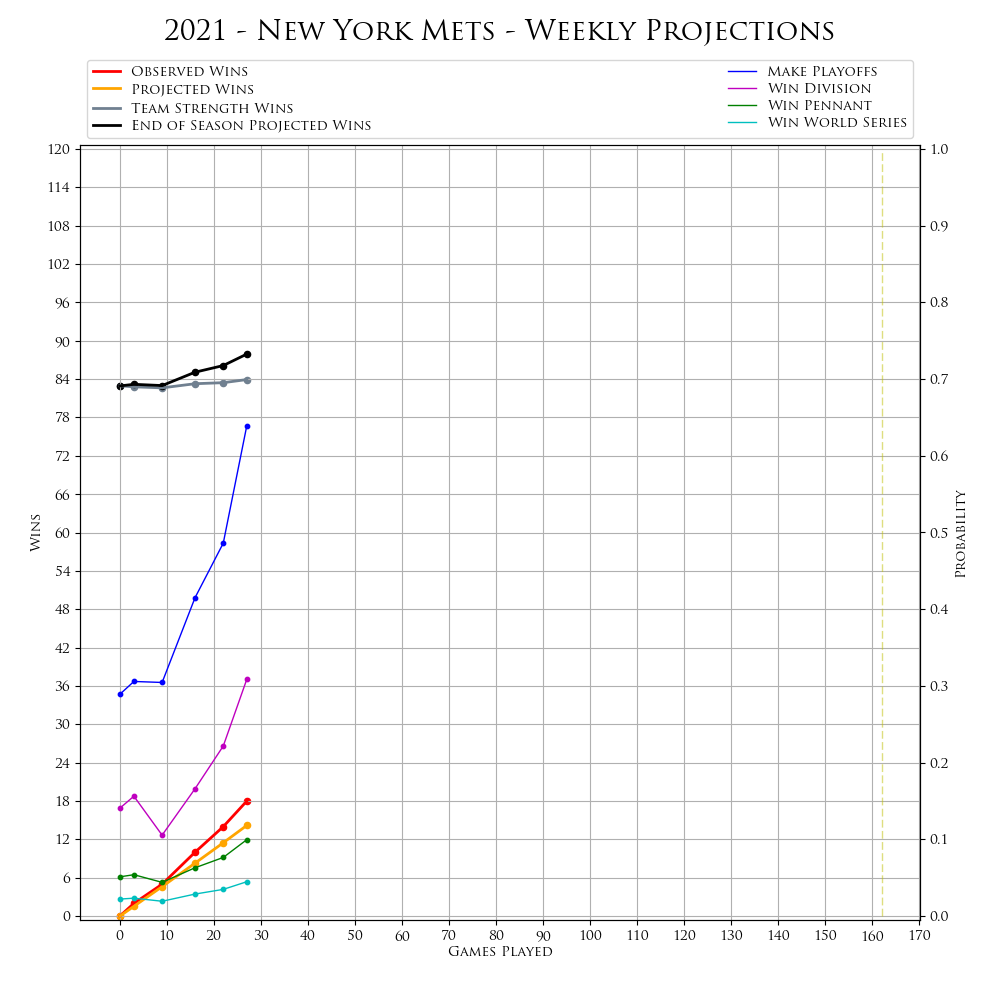 2021 - New York Mets - Weekly Projections
Observed Wins
Projected Wins
Team Strength Wins
End of Season Projected Wins
Make Playoffs
Win Division
Win Pennant
Win World Series
120
114
108
102
96
90
84
78
72
66
60
54
48
42
36
30
24
18
12
6
0
Wins
1.0
0.9
0.8
0.7
0.6
0.5
0.4
0.3
0.2
0.1
0.0
Probability
0 10 20 30 40 50 60 70 80 90 100 110 120 130 140 150 160 170
Games Played